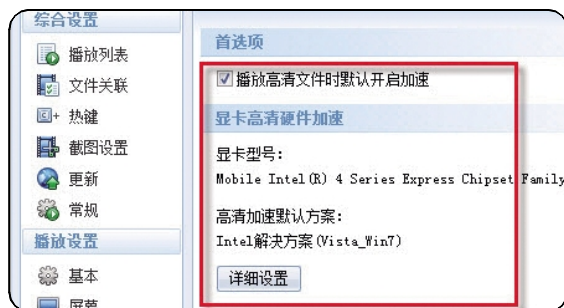 综合设置
播放列表
文件关联
热键
截图设置
更新
常规
播放设置
基本
屏幕
首选项
播放高清文件时默认开启加速
显卡高清硬件加速
显卡型号:
Mobile Intel(R) 4 Series Express Chipset Family
高清加速默认方案:
Intel解决方案(Vista_Win7)
详细设置